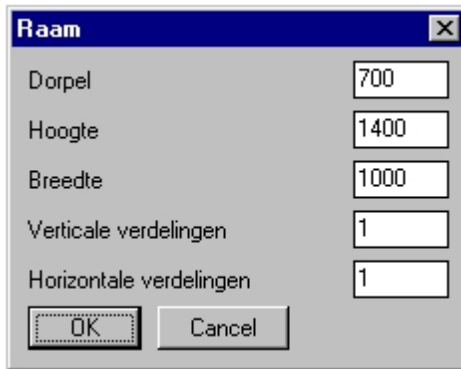 Raam
Dorpel 700
Hoogte 1400
Breedte 1000
Verticale verdelingen 1
Horizontale verdelingen 1
OK Cancel